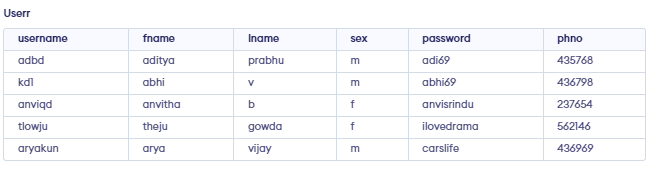 Userr
username fname lname sex password phno
adbd aditya prabhu m adi69 435768
kd1 abhi v m abhi69 436798
anviqd anvitha b f anvisrindu 237654
tlowju theju gowda f ilovedrama 562146
aryakun arya vijay m carslife 436969